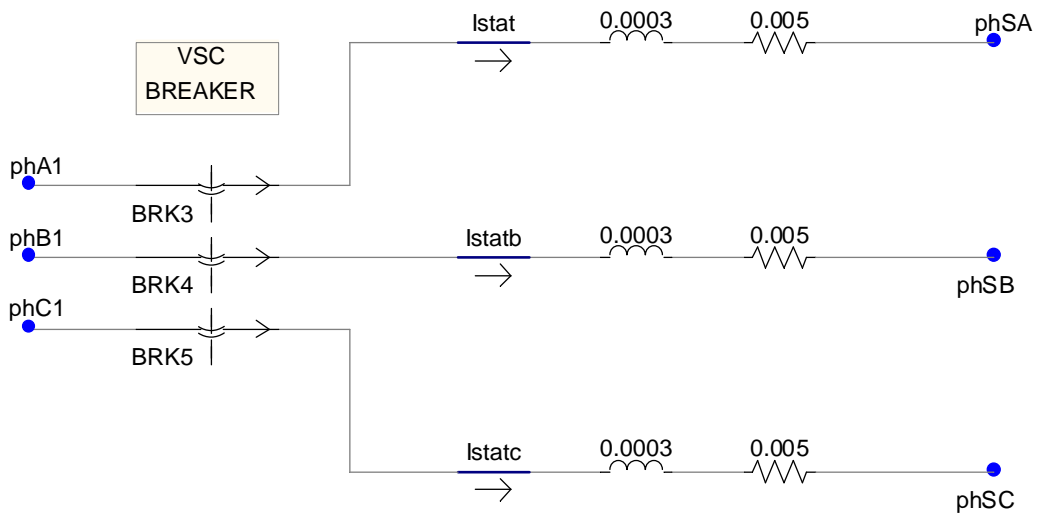 Istat
0.0003
0.005
phSA
VSC
BREAKER
phA1
BRK3
phB1
BRK4
Istatb
0.0003
0.005
phSB
phC1
BRK5
Istatc
0.0003
0.005
phSC